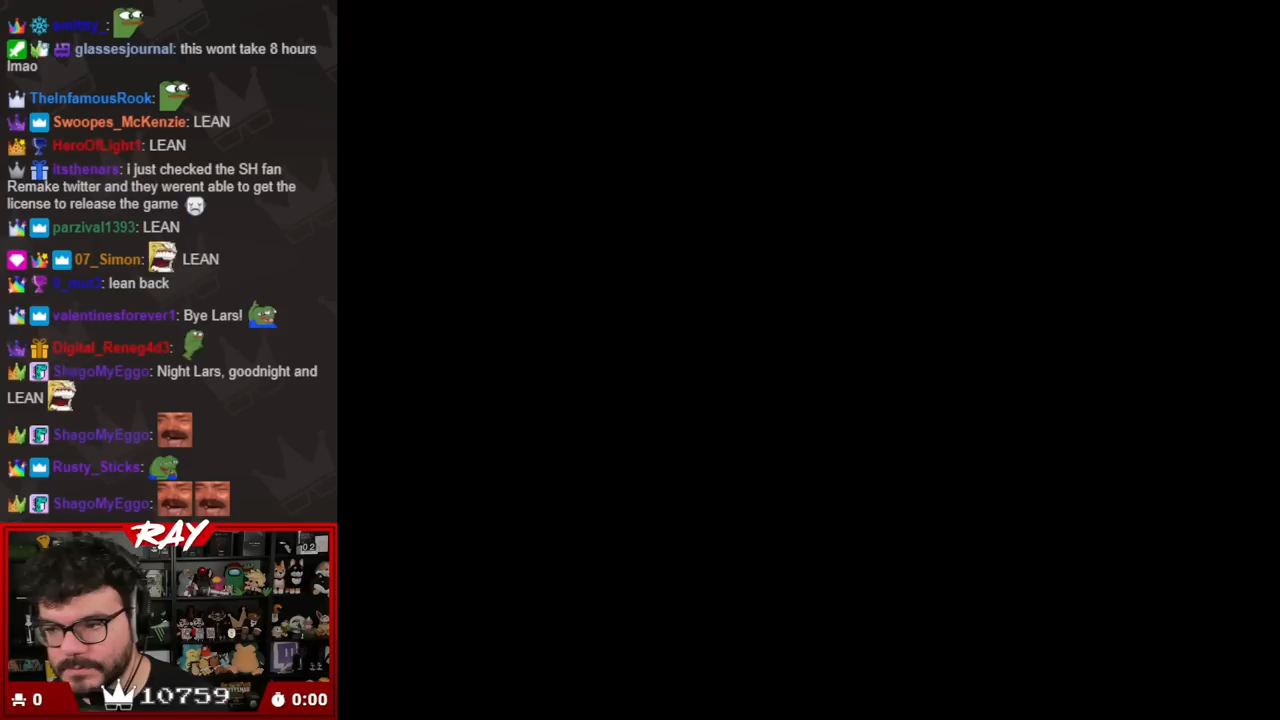 smittty_:
glassesjournal: this wont take 8 hours
lmao
TheInfamousRook:
Swoopes_McKenzie: LEAN
HeroOfLight1: LEAN
itsthenars: i just checked the SH fan
Remake twitter and they werent able to get the
license to release the game
parzival1393: LEAN
07_Simon: LEAN
lean back
valentinesforever1: Bye Lars!
Digital_Reneg4d3:
ShagoMyEggo: Night Lars, goodnight and
LEAN
ShagoMyEggo:
Rusty_Sticks:
ShagoMyEggo:
RAY
0
10759
0:00